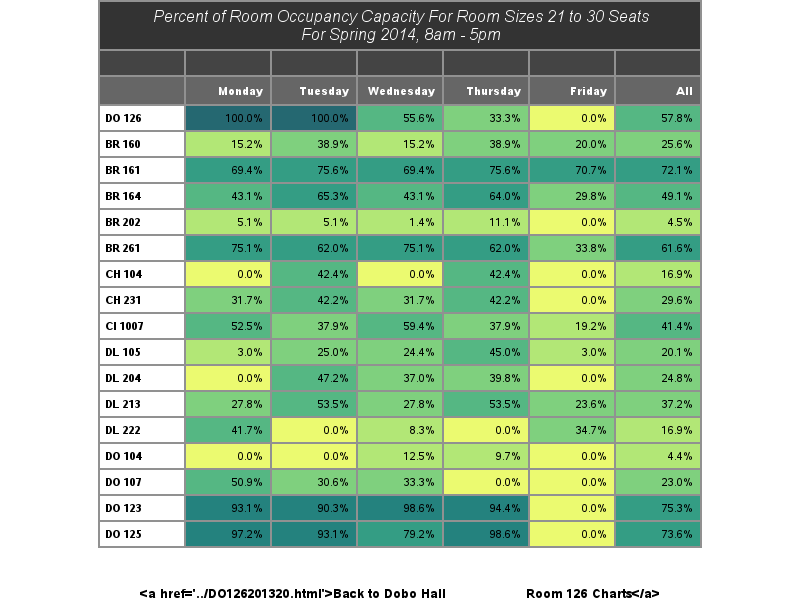 Percent of Room Occupancy Capacity For Room Sizes 21 to 30 Seats
For Spring 2014, 8am - 5pm
Monday Tuesday Wednesday Thursday Friday All
DO 126 100.0% 100.0% 55.6% 33.3% 0.0% 57.8%
BR 160 15.2% 38.9% 15.2% 38.9% 20.0% 25.6%
BR 161 69.4% 75.6% 69.4% 75.6% 70.7% 72.1%
BR 164 43.1% 65.3% 43.1% 64.0% 29.8% 49.1%
BR 202 5.1% 5.1% 1.4% 11.1% 0.0% 4.5%
BR 261 75.1% 62.0% 75.1% 62.0% 33.8% 61.6%
CH 104 0.0% 42.4% 0.0% 42.4% 0.0% 16.9%
CH 231 31.7% 42.2% 31.7% 42.2% 0.0% 29.6%
CI 1007 52.5% 37.9% 59.4% 37.9% 19.2% 41.4%
DL 105 3.0% 25.0% 24.4% 45.0% 3.0% 20.1%
DL 204 0.0% 47.2% 37.0% 39.8% 0.0% 24.8%
DL 213 27.8% 53.5% 27.8% 53.5% 23.6% 37.2%
DL 222 41.7% 0.0% 8.3% 0.0% 34.7% 16.9%
DO 104 0.0% 0.0% 12.5% 9.7% 0.0% 4.4%
DO 107 50.9% 30.6% 33.3% 0.0% 0.0% 23.0%
DO 123 93.1% 90.3% 98.6% 94.4% 0.0% 75.3%
DO 125 97.2% 93.1% 79.2% 98.6% 0.0% 73.6%
<a href='../DO126201320.html'>Back to Dobo Hall Room 126 Charts</a>